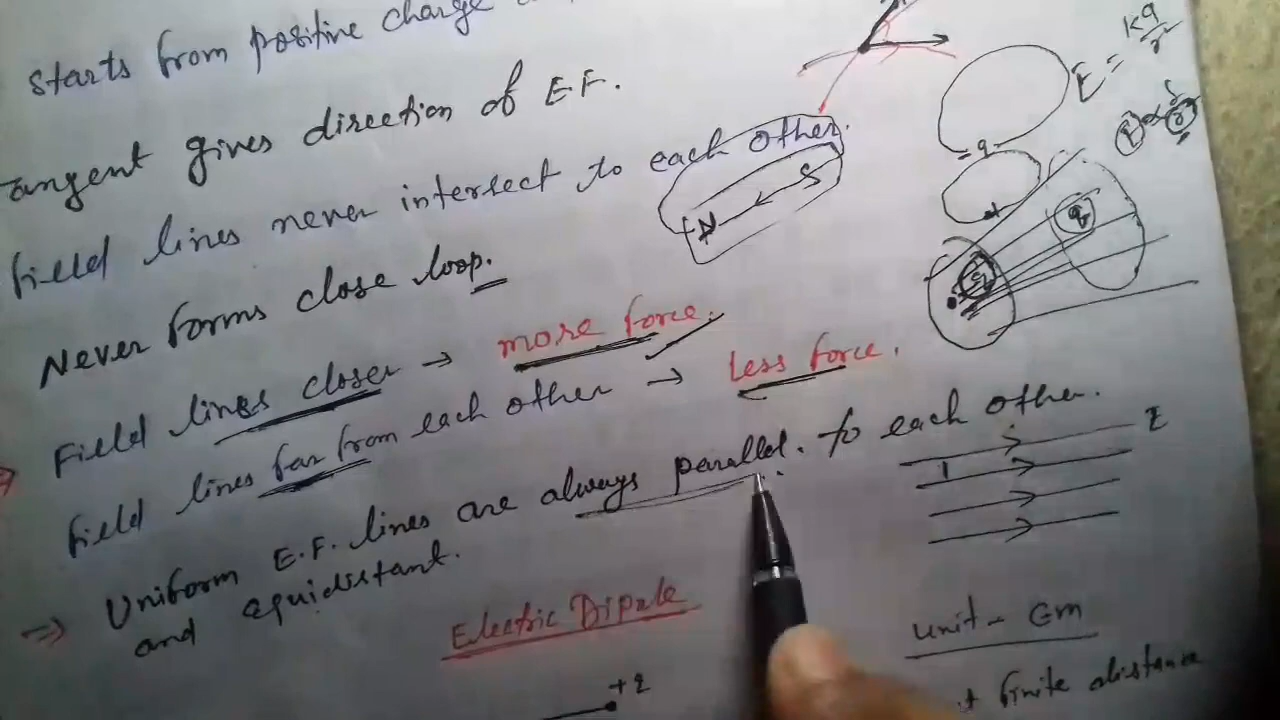 starts from positive charge
Tangent gives direction of E.F.
field lines never intersect to each other.
Never forms close loop.
Field lines closer → more force.
field lines far from each other → less force.
⇒ Uniform E.F. lines are always parallel. to each other.
and equidistant.
Electric Dipole
+q
unit - Cm
finite distance
E = kq/r
-q
+
N S
q
q
E